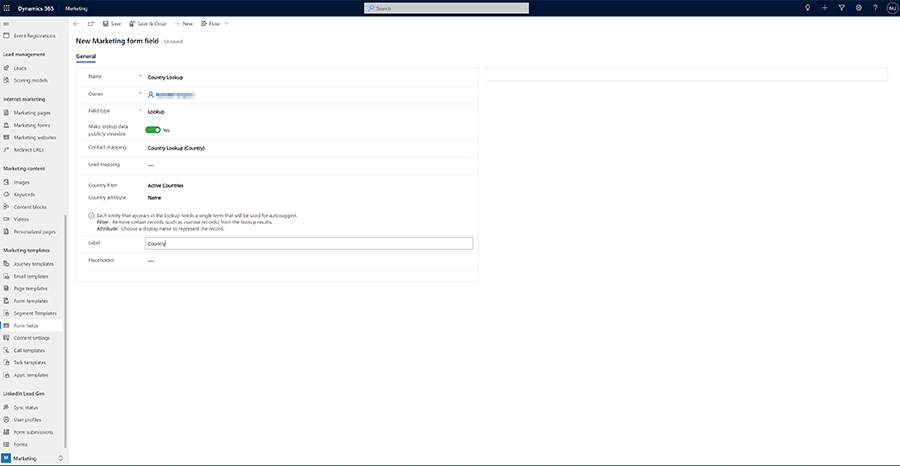 Dynamics 365 Marketing Search NU
Save Save & Close New Flow
Event Registrations
Lead management
Leads
Scoring models
Internet marketing
Marketing pages
Marketing forms
Marketing websites
Redirect URLs
Marketing content
Images
Keywords
Content blocks
Videos
Personalized pages
Marketing templates
Journey templates
Email templates
Page templates
Form templates
Segment Templates
Form fields
Content settings
Call templates
Task templates
Appt. templates
LinkedIn Lead Gen
Sync status
User profiles
Form submissions
Forms
M Marketing
New Marketing form field - Unsaved
General
Name * Country Lookup
Owner *
Field type * Lookup
Make lookup data
publicly viewable Yes
Contact mapping Country Lookup (Country)
Lead mapping ---
Country filter Active Countries
Country attribute Name
Each entity that appears in the lookup needs a single term that will be used for autosuggest.
Filter: Remove certain records (such as inactive records) from the lookup results.
Attribute: Choose a display name to represent the record.
Label Country
Placeholder ---